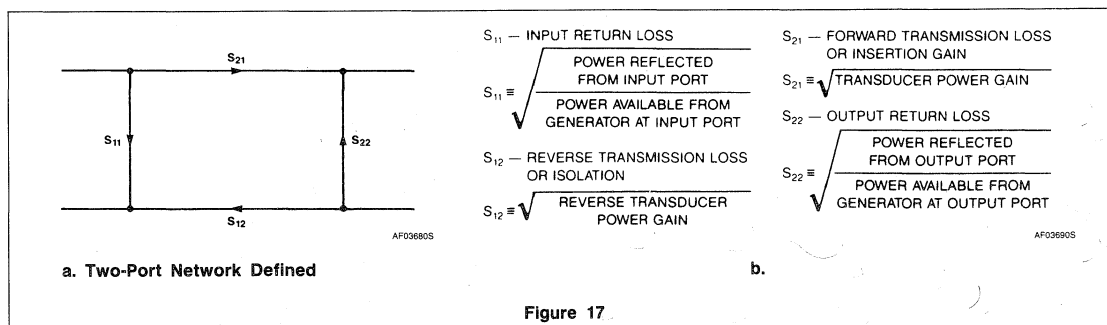 S21
S11
S22
S12
AF03680S
a. Two-Port Network Defined
S11 — INPUT RETURN LOSS
S11 ≡ √
POWER REFLECTED
FROM INPUT PORT
POWER AVAILABLE FROM
GENERATOR AT INPUT PORT
S12 — REVERSE TRANSMISSION LOSS
OR ISOLATION
S12 ≡ √ REVERSE TRANSDUCER
POWER GAIN
S21 — FORWARD TRANSMISSION LOSS
OR INSERTION GAIN
S21 ≡ √ TRANSDUCER POWER GAIN
S22 — OUTPUT RETURN LOSS
S22 ≡ √
POWER REFLECTED
FROM OUTPUT PORT
POWER AVAILABLE FROM
GENERATOR AT OUTPUT PORT
AF03690S
b.
Figure 17